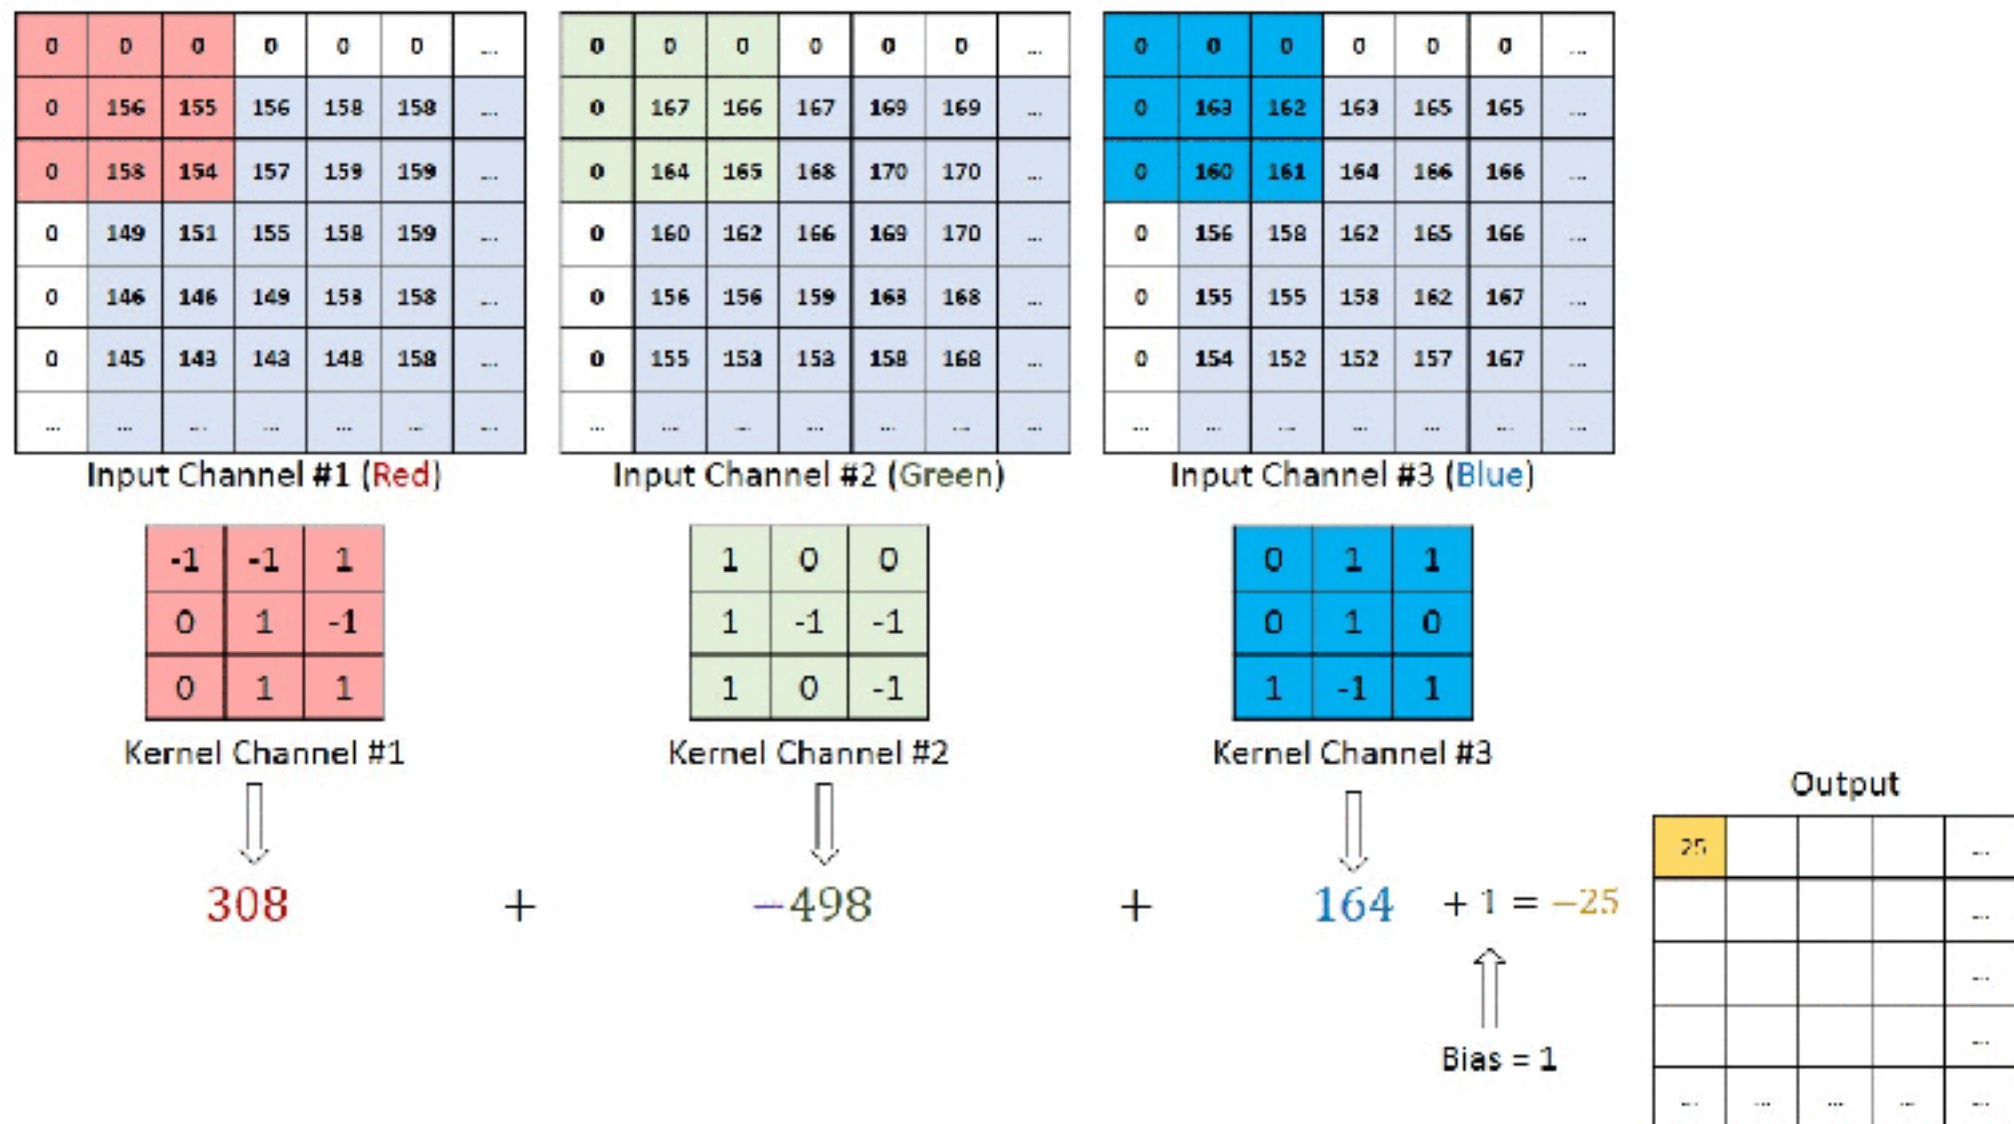 0 0 0 0 0 0 ...
0 156 155 156 158 158 ...
0 158 154 157 159 159 ...
0 149 151 155 158 159 ...
0 146 146 149 153 158 ...
0 145 143 143 148 158 ...
... ... ... ... ... ... ...
Input Channel #1 (Red)
0 0 0 0 0 0 ...
0 167 166 167 169 169 ...
0 164 165 168 170 170 ...
0 160 162 166 169 170 ...
0 156 156 159 163 168 ...
0 155 153 153 158 168 ...
... ... ... ... ... ... ...
Input Channel #2 (Green)
0 0 0 0 0 0 ...
0 163 162 163 165 165 ...
0 160 161 164 166 166 ...
0 156 158 162 165 166 ...
0 155 155 158 162 167 ...
0 154 152 152 157 167 ...
... ... ... ... ... ... ...
Input Channel #3 (Blue)
-1 -1 1
0 1 -1
0 1 1
Kernel Channel #1
1 0 0
1 -1 -1
1 0 -1
Kernel Channel #2
0 1 1
0 1 0
1 -1 1
Kernel Channel #3
308 + −498 + 164 + 1 = −25
Bias = 1
Output
-25 ...
...
...
...
... ... ... ... ...